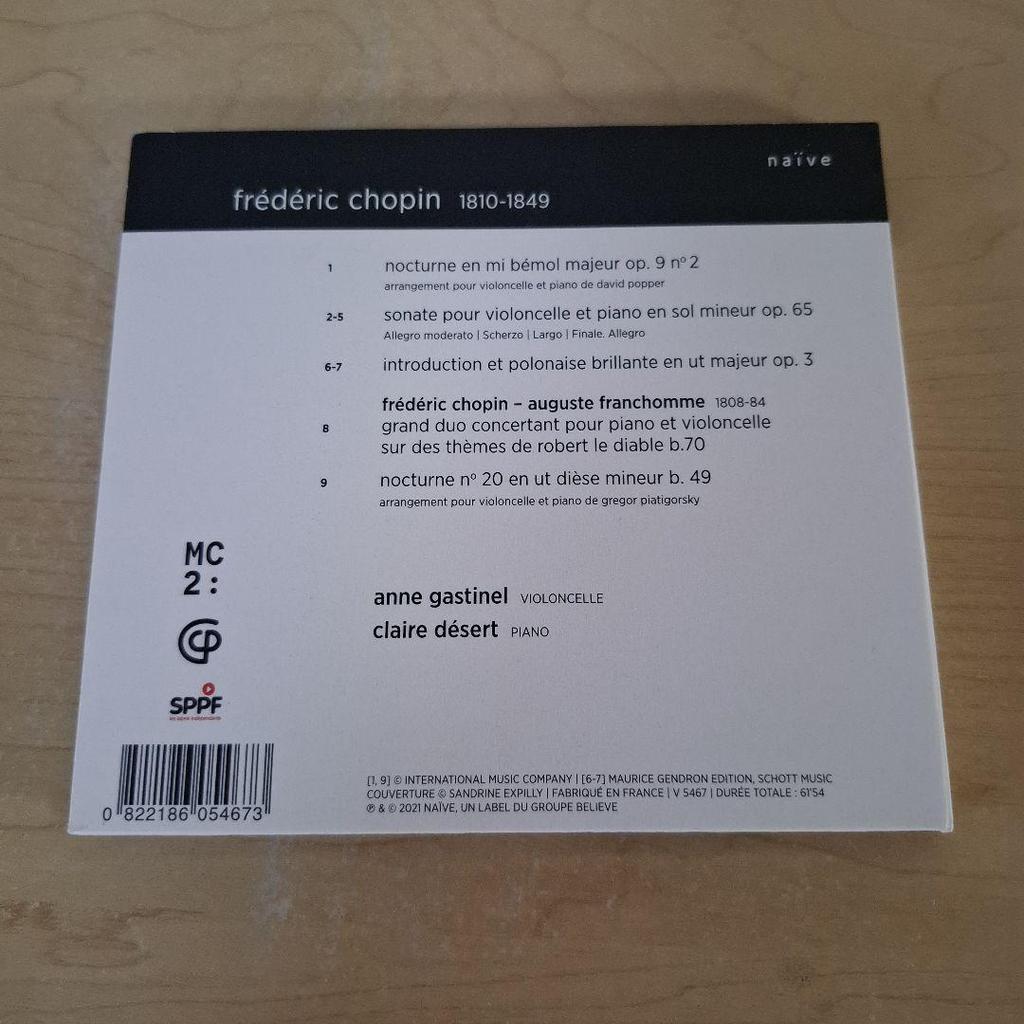 naïve
frédéric chopin 1810-1849
1 nocturne en mi bémol majeur op. 9 nº 2
arrangement pour violoncelle et piano de david popper
2-5 sonate pour violoncelle et piano en sol mineur op. 65
Allegro moderato | Scherzo | Largo | Finale. Allegro
6-7 introduction et polonaise brillante en ut majeur op. 3
frédéric chopin – auguste franchomme 1808-84
8 grand duo concertant pour piano et violoncelle
sur des thèmes de robert le diable b.70
9 nocturne nº 20 en ut dièse mineur b. 49
arrangement pour violoncelle et piano de gregor piatigorsky
MC
2:
anne gastinel VIOLONCELLE
claire désert PIANO
SPPF
[1, 9] © INTERNATIONAL MUSIC COMPANY | [6-7] MAURICE GENDRON EDITION, SCHOTT MUSIC
COUVERTURE © SANDRINE EXPILLY | FABRIQUÉ EN FRANCE | V 5467 | DURÉE TOTALE : 61'54
℗ & © 2021 NAÏVE, UN LABEL DU GROUPE BELIEVE
0 822186 054673